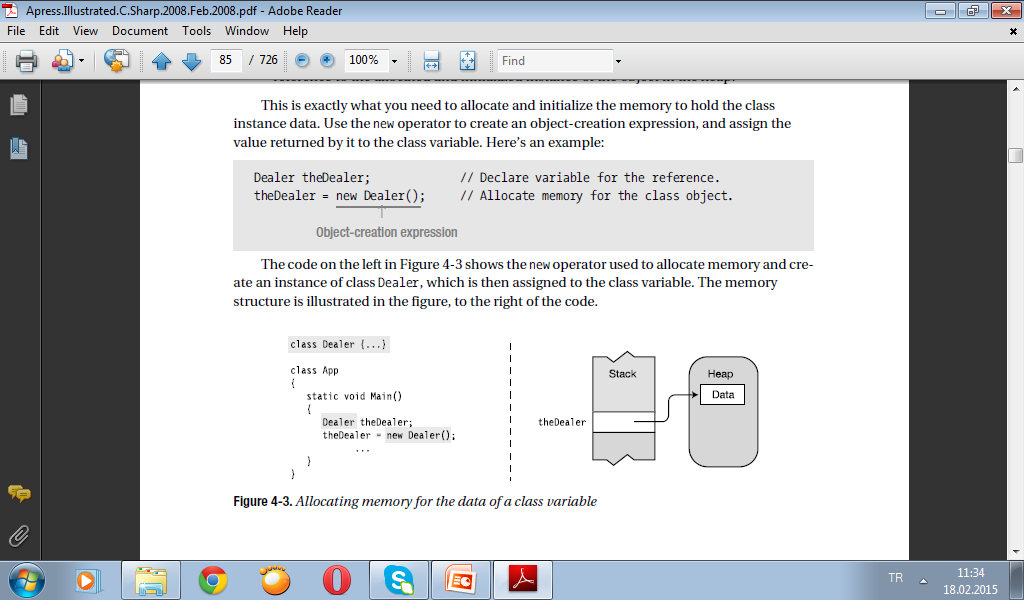 Apress.Illustrated.C.Sharp.2008.Feb.2008.pdf - Adobe Reader
File Edit View Document Tools Window Help
85 / 726 100% Find
This is exactly what you need to allocate and initialize the memory to hold the class
instance data. Use the new operator to create an object-creation expression, and assign the
value returned by it to the class variable. Here's an example:
Dealer theDealer; // Declare variable for the reference.
theDealer = new Dealer(); // Allocate memory for the class object.
Object-creation expression
The code on the left in Figure 4-3 shows the new operator used to allocate memory and cre-
ate an instance of class Dealer, which is then assigned to the class variable. The memory
structure is illustrated in the figure, to the right of the code.
class Dealer {...}
class App
{
static void Main()
{
Dealer theDealer;
theDealer = new Dealer();
...
}
}
Stack
Heap
Data
theDealer
Figure 4-3. Allocating memory for the data of a class variable
TR
11:34
18.02.2015